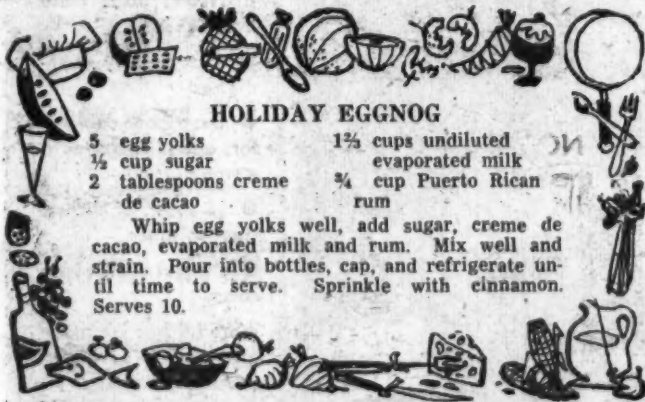 HOLIDAY EGGNOG
5 egg yolks
½ cup sugar
2 tablespoons creme
de cacao
1⅔ cups undiluted
evaporated milk
¾ cup Puerto Rican
rum
Whip egg yolks well, add sugar, creme de
cacao, evaporated milk and rum. Mix well and
strain. Pour into bottles, cap, and refrigerate un-
til time to serve. Sprinkle with cinnamon.
Serves 10.